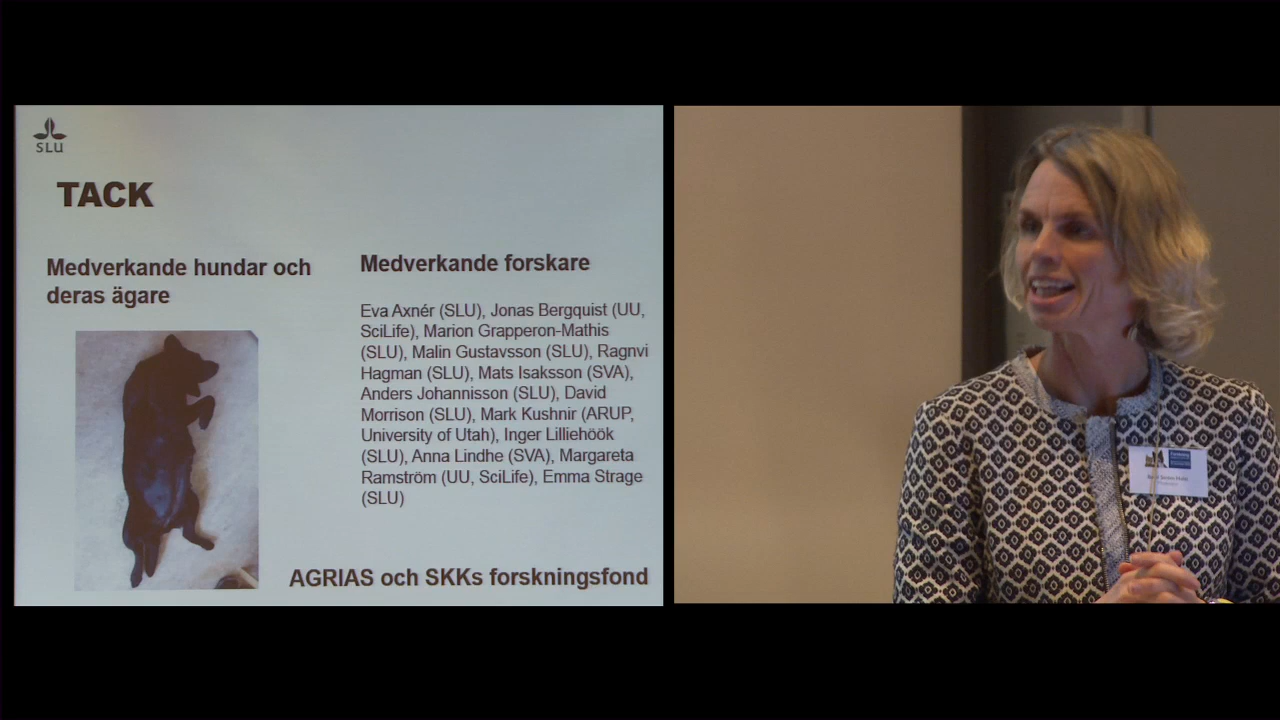 SLU
TACK
Medverkande hundar och
deras ägare
Medverkande forskare
Eva Axnér (SLU), Jonas Bergquist (UU,
SciLife), Marion Grapperon-Mathis
(SLU), Malin Gustavsson (SLU), Ragnvi
Hagman (SLU), Mats Isaksson (SVA),
Anders Johannisson (SLU), David
Morrison (SLU), Mark Kushnir (ARUP,
University of Utah), Inger Lilliehöök
(SLU), Anna Lindhe (SVA), Margareta
Ramström (UU, SciLife), Emma Strage
(SLU)
AGRIAS och SKKs forskningsfond